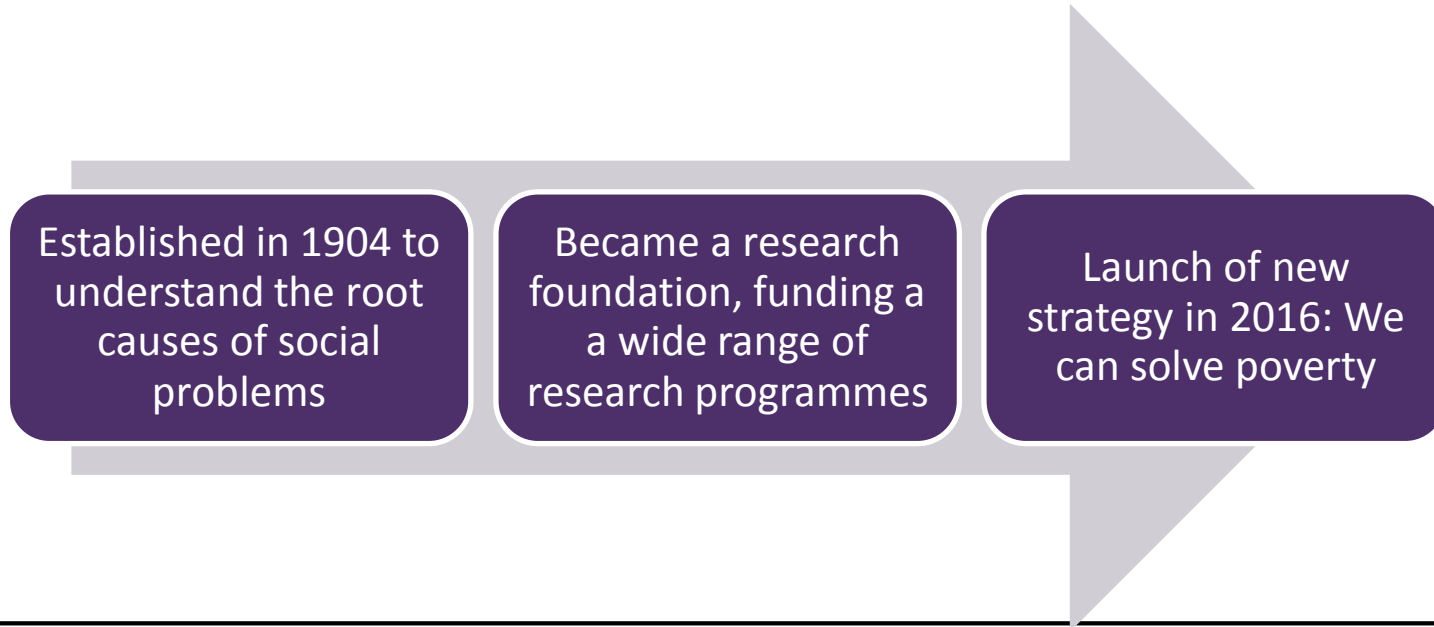 Established in 1904 to
understand the root
causes of social
problems
Became a research
foundation, funding a
a wide range of
research programmes
Launch of new
strategy in 2016: We
can solve poverty